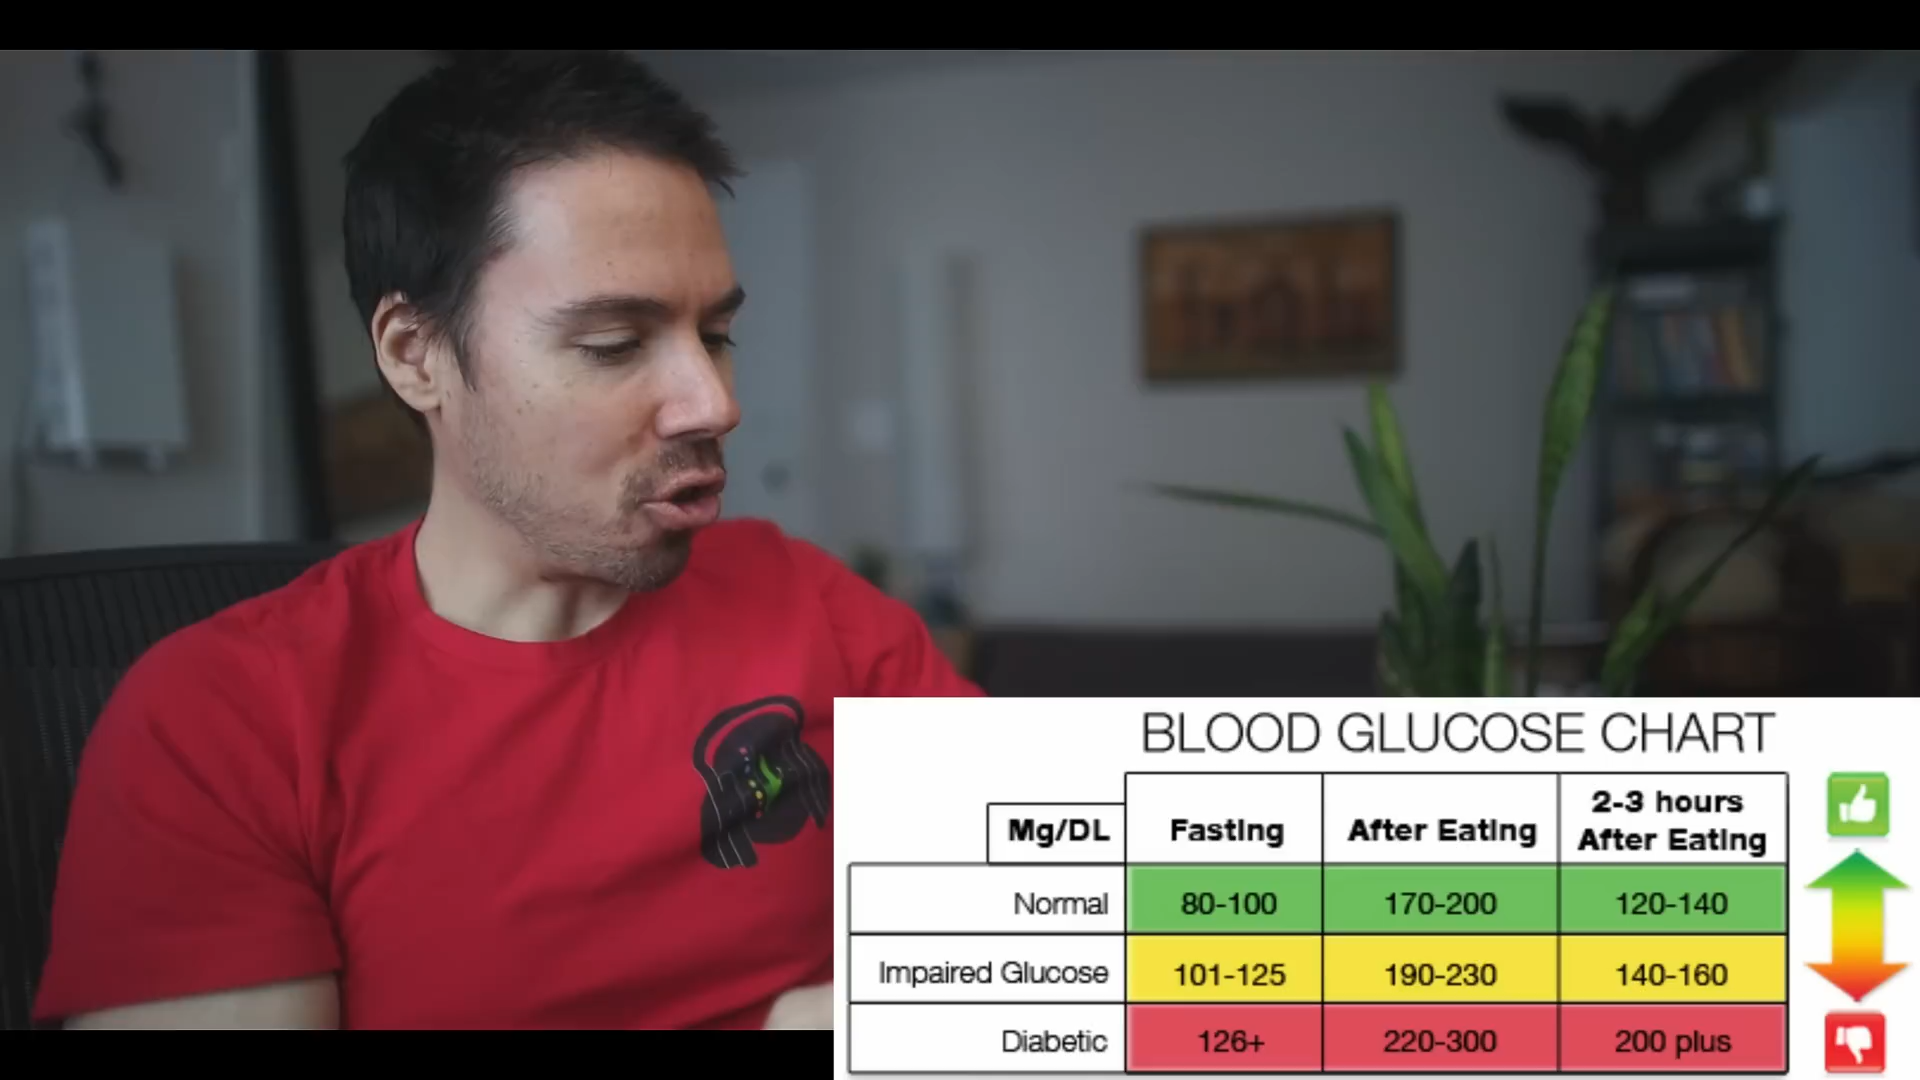 BLOOD GLUCOSE CHART
Mg/DL Fasting After Eating 2-3 hours After Eating
Normal 80-100 170-200 120-140
Impaired Glucose 101-125 190-230 140-160
Diabetic 126+ 220-300 200 plus